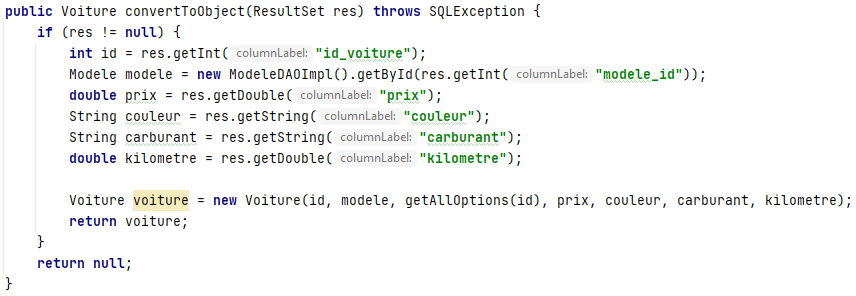 public Voiture convertToObject(ResultSet res) throws SQLException {
if (res != null) {
int id = res.getInt( columnLabel: "id_voiture");
Modele modele = new ModeleDAOImpl().getById(res.getInt( columnLabel: "modele_id"));
double prix = res.getDouble( columnLabel: "prix");
String couleur = res.getString( columnLabel: "couleur");
String carburant = res.getString( columnLabel: "carburant");
double kilometre = res.getDouble( columnLabel: "kilometre");
Voiture voiture = new Voiture(id, modele, getAllOptions(id), prix, couleur, carburant, kilometre);
return voiture;
}
return null;
}